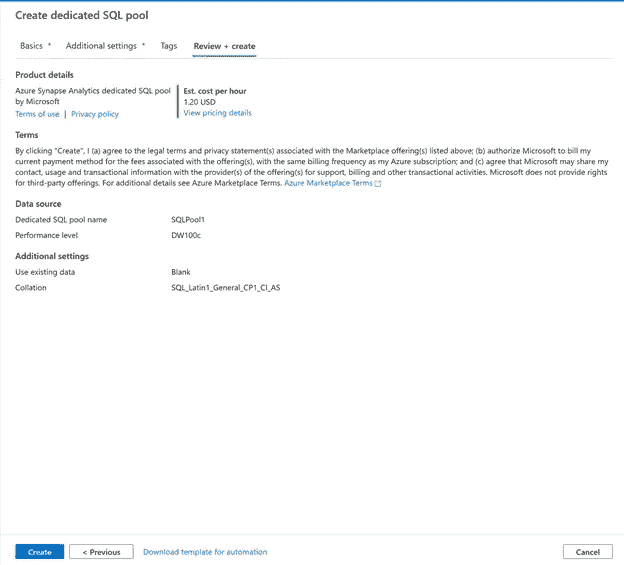 Create dedicated SQL pool
Basics * Additional settings * Tags Review + create
Product details
Azure Synapse Analytics dedicated SQL pool
by Microsoft
Terms of use | Privacy policy
Est. cost per hour
1.20 USD
View pricing details
Terms
By clicking "Create", I (a) agree to the legal terms and privacy statement(s) associated with the Marketplace offering(s) listed above; (b) authorize Microsoft to bill my
current payment method for the fees associated with the offering(s), with the same billing frequency as my Azure subscription; and (c) agree that Microsoft may share my
contact, usage and transactional information with the provider(s) of the offering(s) for support, billing and other transactional activities. Microsoft does not provide rights
for third-party offerings. For additional details see Azure Marketplace Terms. Azure Marketplace Terms
Data source
Dedicated SQL pool name SQLPool1
Performance level DW100c
Additional settings
Use existing data Blank
Collation SQL_Latin1_General_CP1_CI_AS
Create < Previous Download template for automation Cancel